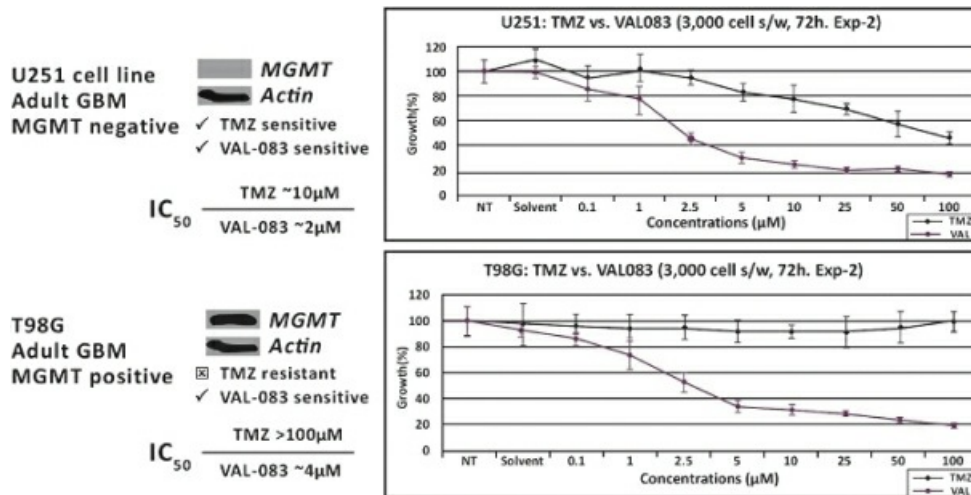 U251 cell line
Adult GBM
MGMT negative
MGMT
Actin
✓ TMZ sensitive
✓ VAL-083 sensitive
IC50
TMZ ~10µM
VAL-083 ~2µM
U251: TMZ vs. VAL083 (3,000 cell s/w, 72h. Exp-2)
Growth(%)
120
100
80
60
40
20
0
NT Solvent 0.1 1 2.5 5 10 25 50 100
Concentrations (µM)
TMZ
VAL
T98G
Adult GBM
MGMT positive
MGMT
Actin
☒ TMZ resistant
✓ VAL-083 sensitive
IC50
TMZ >100µM
VAL-083 ~4µM
T98G: TMZ vs. VAL083 (3,000 cell s/w, 72h. Exp-2)
Growth(%)
120
100
80
60
40
20
0
NT Solvent 0.1 1 2.5 5 10 25 50 100
Concentrations (µM)
TMZ
VAL